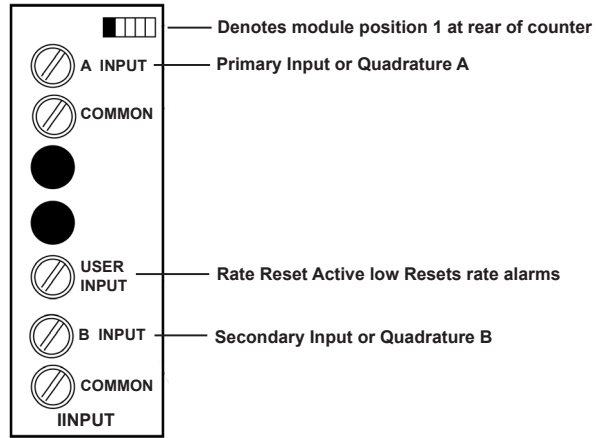 Denotes module position 1 at rear of counter
A INPUT Primary Input or Quadrature A
COMMON
USER
INPUT Rate Reset Active low Resets rate alarms
B INPUT Secondary Input or Quadrature B
COMMON
IINPUT